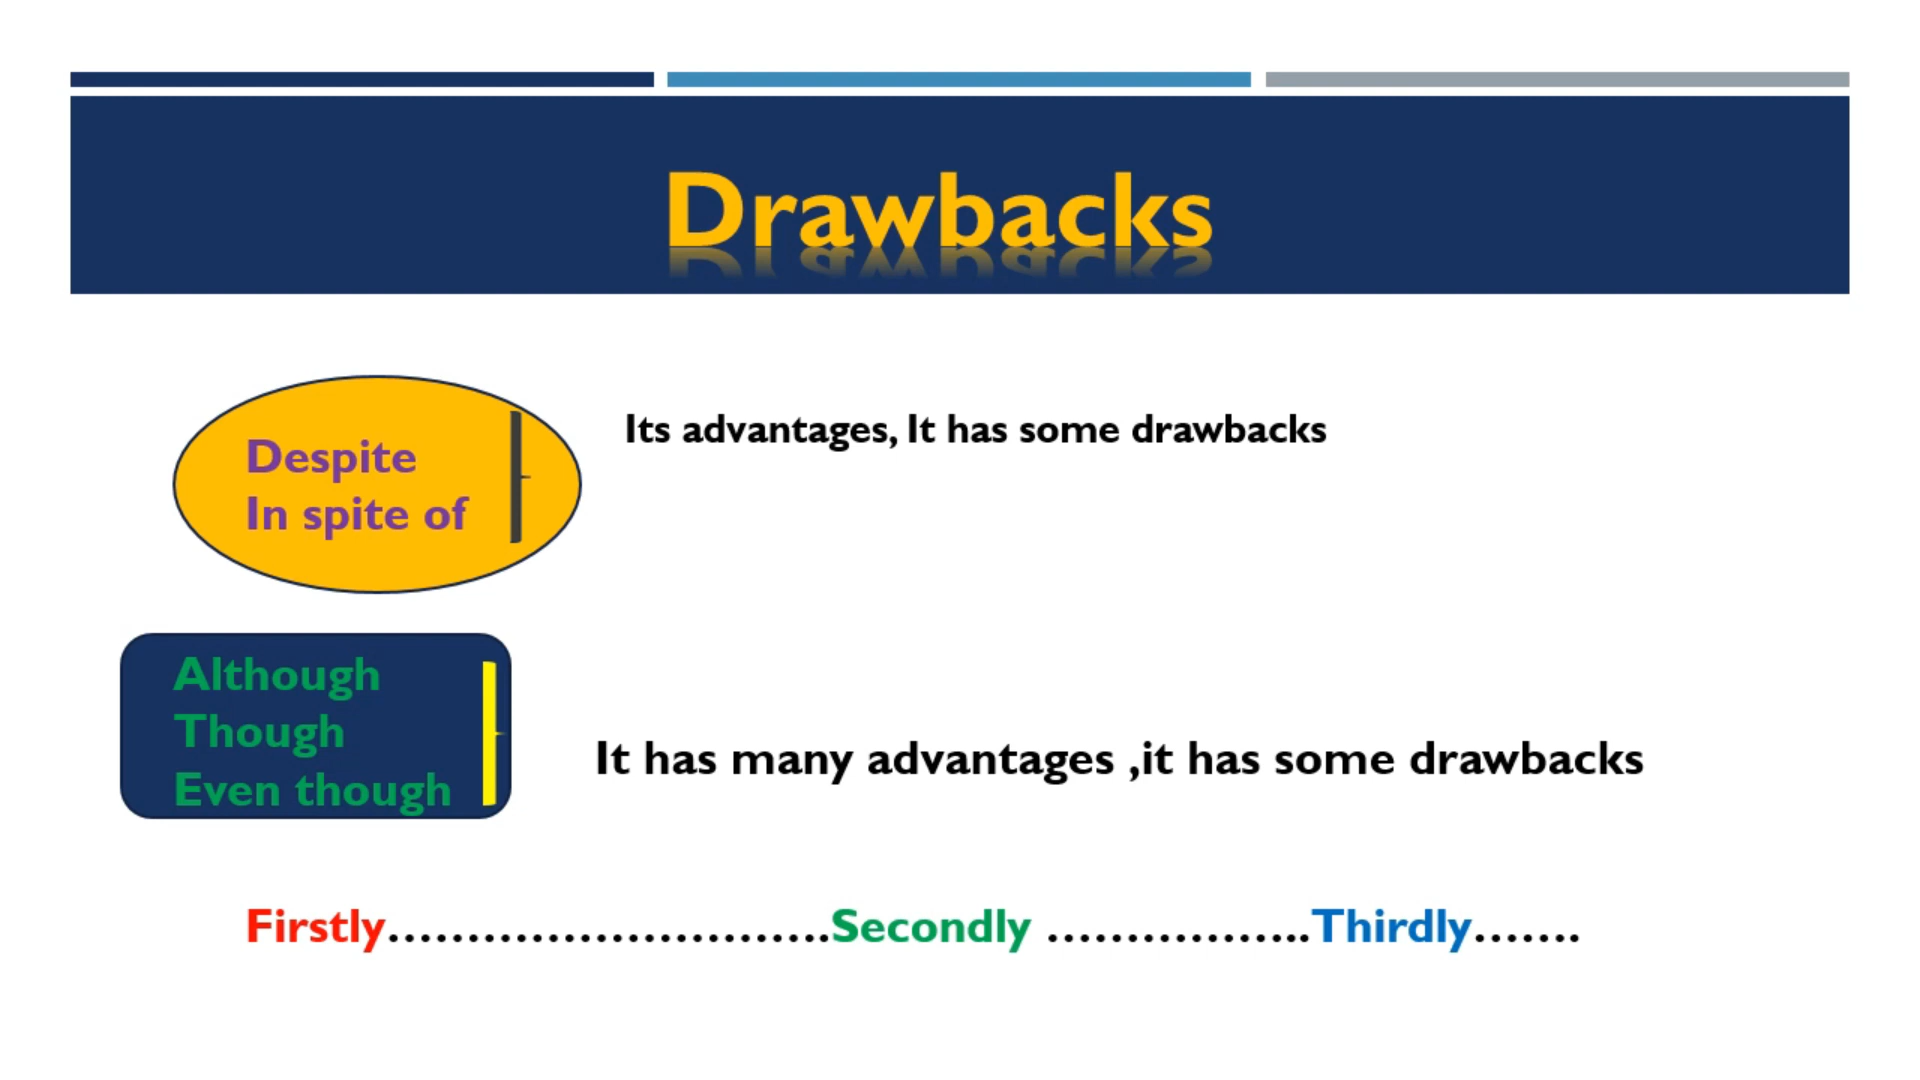 Drawbacks
Despite
In spite of
Its advantages, It has some drawbacks
Although
Though
Even though
It has many advantages ,it has some drawbacks
Firstly……………………….Secondly ……………..Thirdly…….